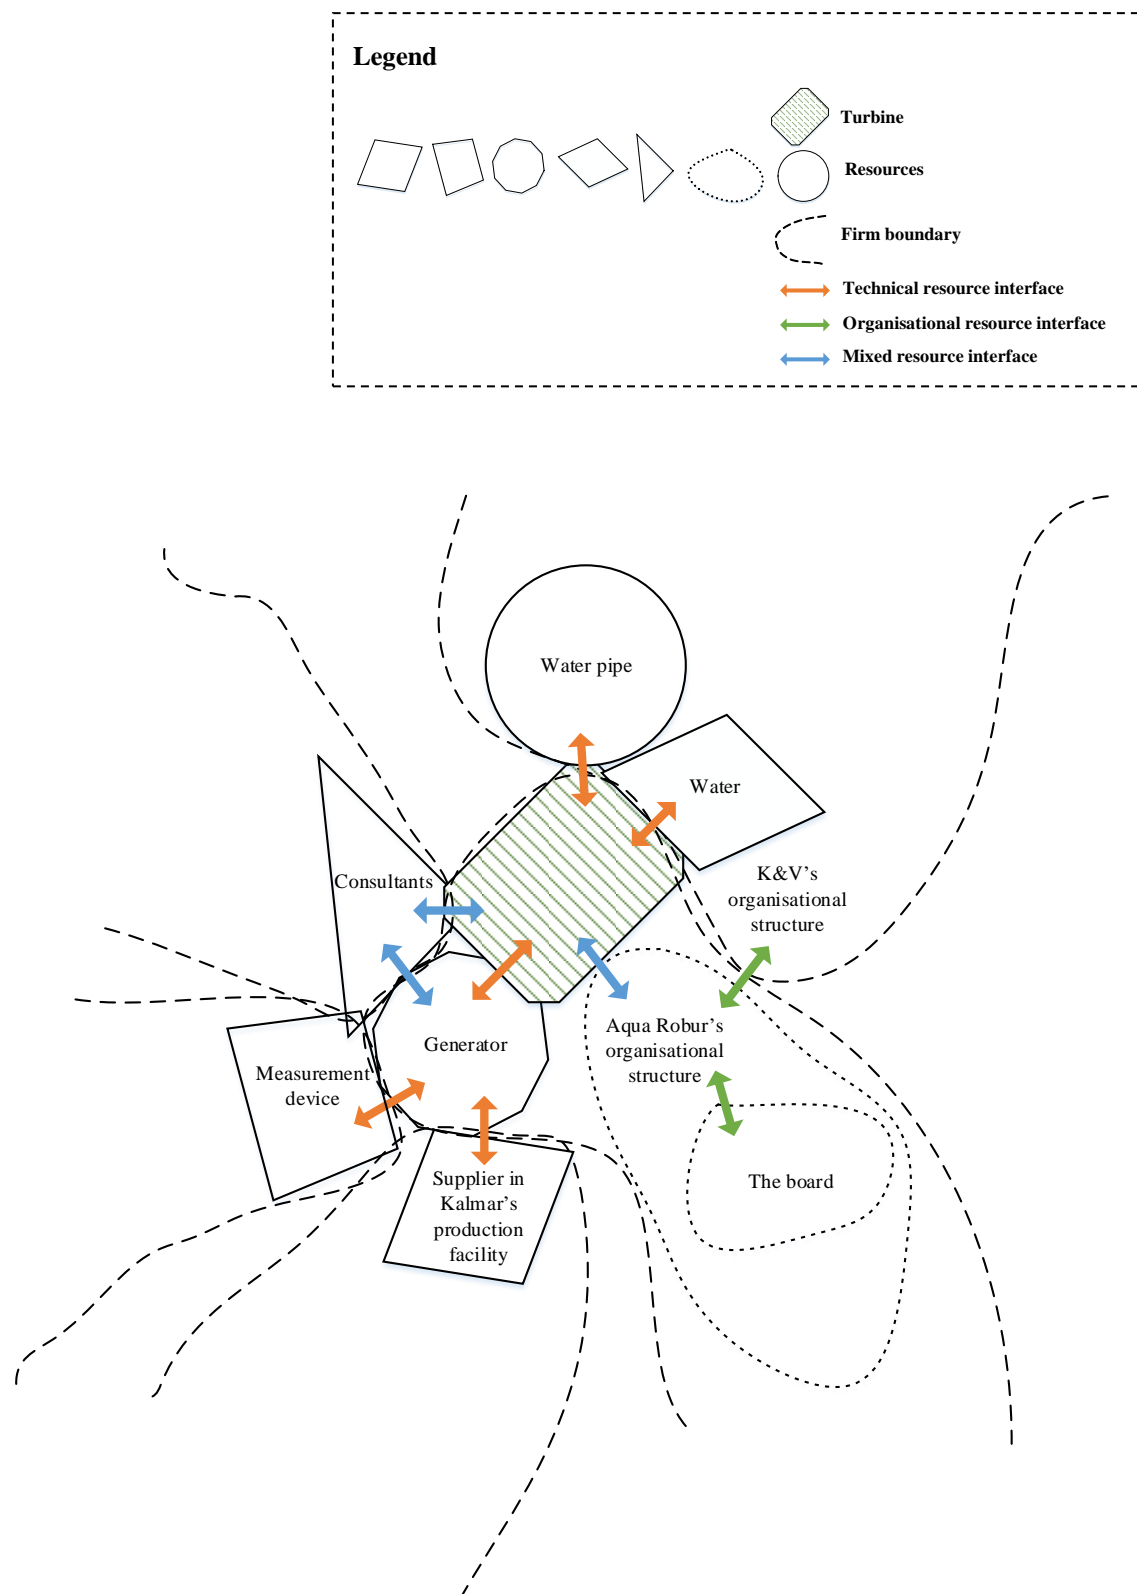 Legend
Turbine
Resources
Firm boundary
Technical resource interface
Organisational resource interface
Mixed resource interface
Water pipe
Water
K&V's
organisational
structure
Consultants
Aqua Robur's
organisational
structure
Generator
Measurement
device
The board
Supplier in
Kalmar's
production
facility